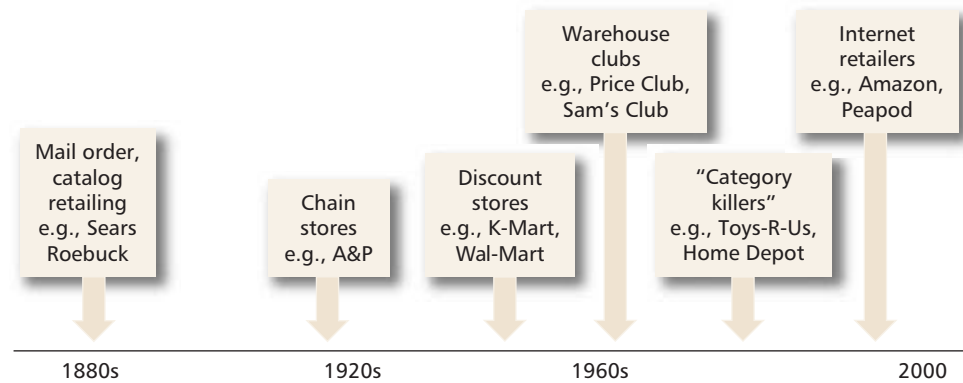 Mail order,
catalog
retailing
e.g., Sears
Roebuck
Chain
stores
e.g., A&P
Discount
stores
e.g., K-Mart,
Wal-Mart
Warehouse
clubs
e.g., Price Club,
Sam’s Club
“Category
killers”
e.g., Toys-R-Us,
Home Depot
Internet
retailers
e.g., Amazon,
Peapod
1880s
1920s
1960s
2000